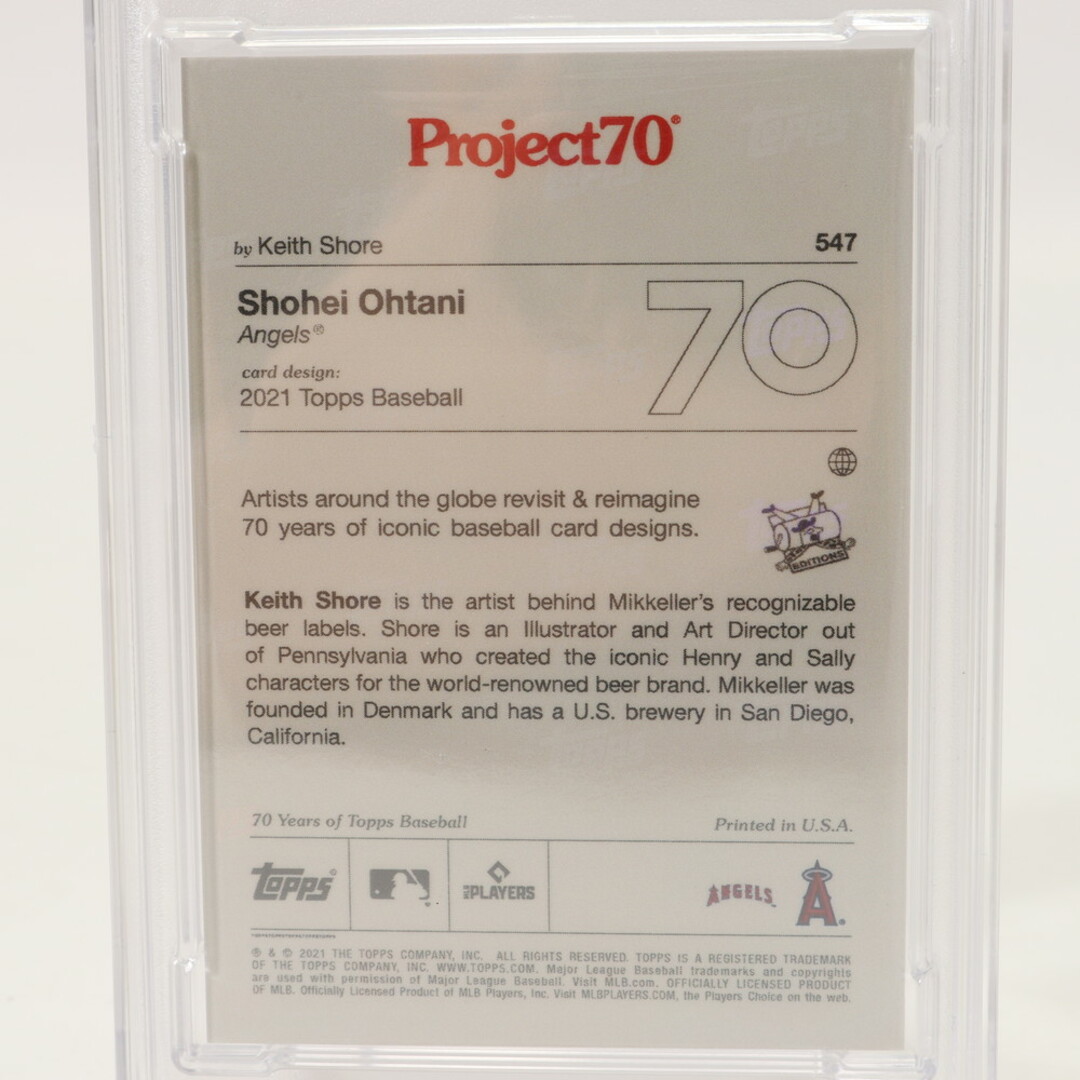 Project70®
by Keith Shore
547
Shohei Ohtani
Angels®
70
card design:
2021 Topps Baseball
Artists around the globe revisit & reimagine
70 years of iconic baseball card designs.
EDITIONS
Keith Shore is the artist behind Mikkeller's recognizable
beer labels. Shore is an Illustrator and Art Director out
of Pennsylvania who created the iconic Henry and Sally
characters for the world-renowned beer brand. Mikkeller was
founded in Denmark and has a U.S. brewery in San Diego,
California.
70 Years of Topps Baseball
Printed in U.S.A.
Topps®
PLAYERS
ANGELS
A
® & © 2021 THE TOPPS COMPANY, INC. ALL RIGHTS RESERVED. TOPPS IS A REGISTERED TRADEMARK
OF THE TOPPS COMPANY, INC. WWW.TOPPS.COM. Major League Baseball trademarks and copyrights
are used with permission of Major League Baseball. Visit MLB.com. OFFICIALLY LICENSED PRODUCT
OF MLB. Officially Licensed Product of MLB Players, Inc. Visit MLBPLAYERS.COM, the Players Choice on the web.